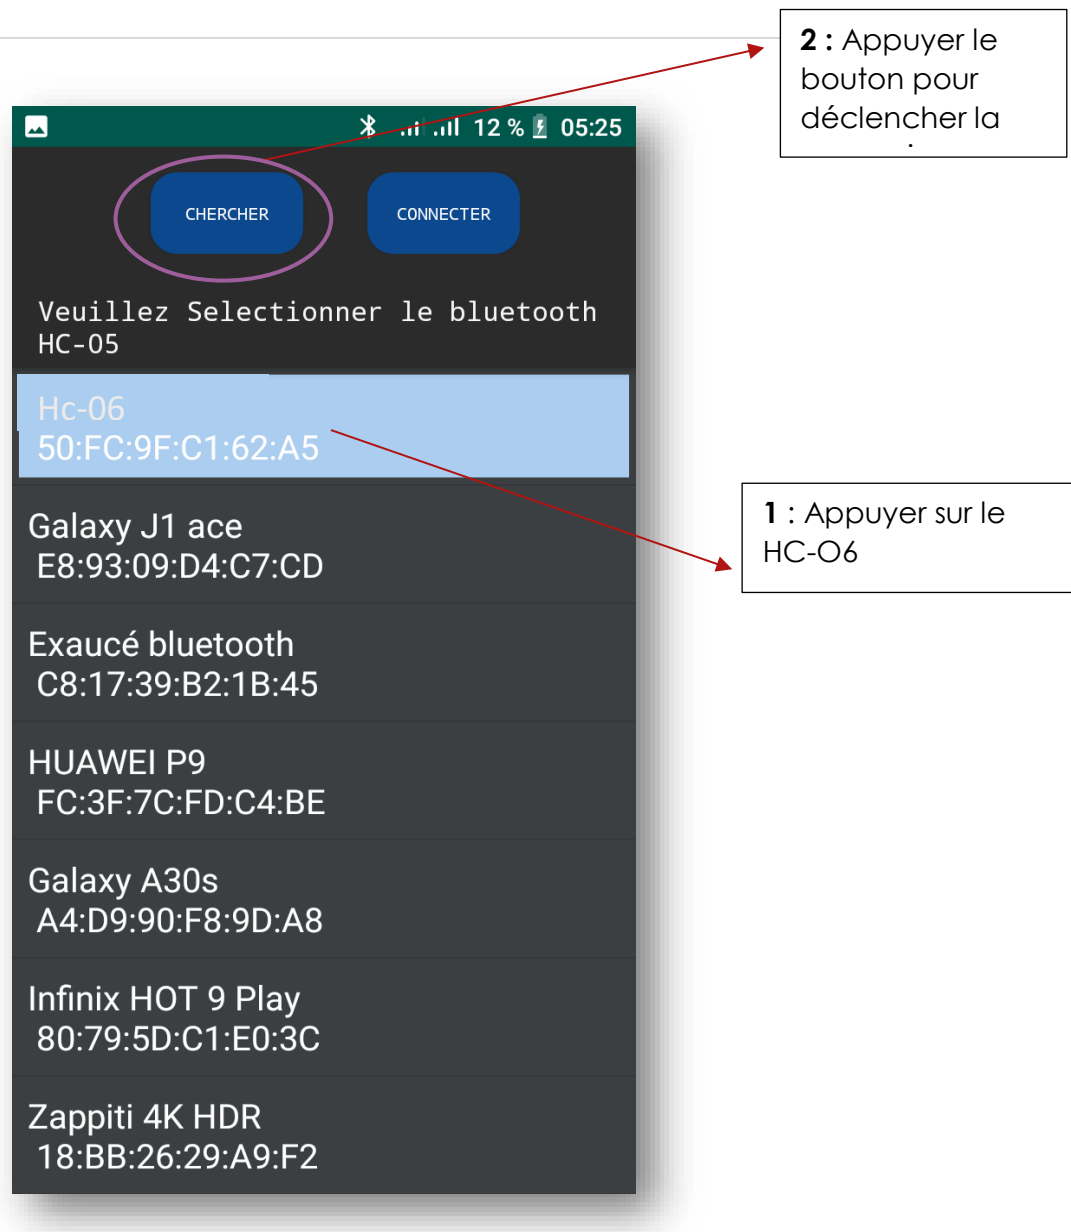 2 : Appuyer le
bouton pour
déclencher la
12 % 05:25
CHERCHER
CONNECTER
Veuillez Selectionner le bluetooth
HC-05
Hc-06
50:FC:9F:C1:62:A5
Galaxy J1 ace
E8:93:09:D4:C7:CD
Exaucé bluetooth
C8:17:39:B2:1B:45
HUAWEI P9
FC:3F:7C:FD:C4:BE
Galaxy A30s
A4:D9:90:F8:9D:A8
Infinix HOT 9 Play
80:79:5D:C1:E0:3C
Zappiti 4K HDR
18:BB:26:29:A9:F2
1 : Appuyer sur le
HC-O6